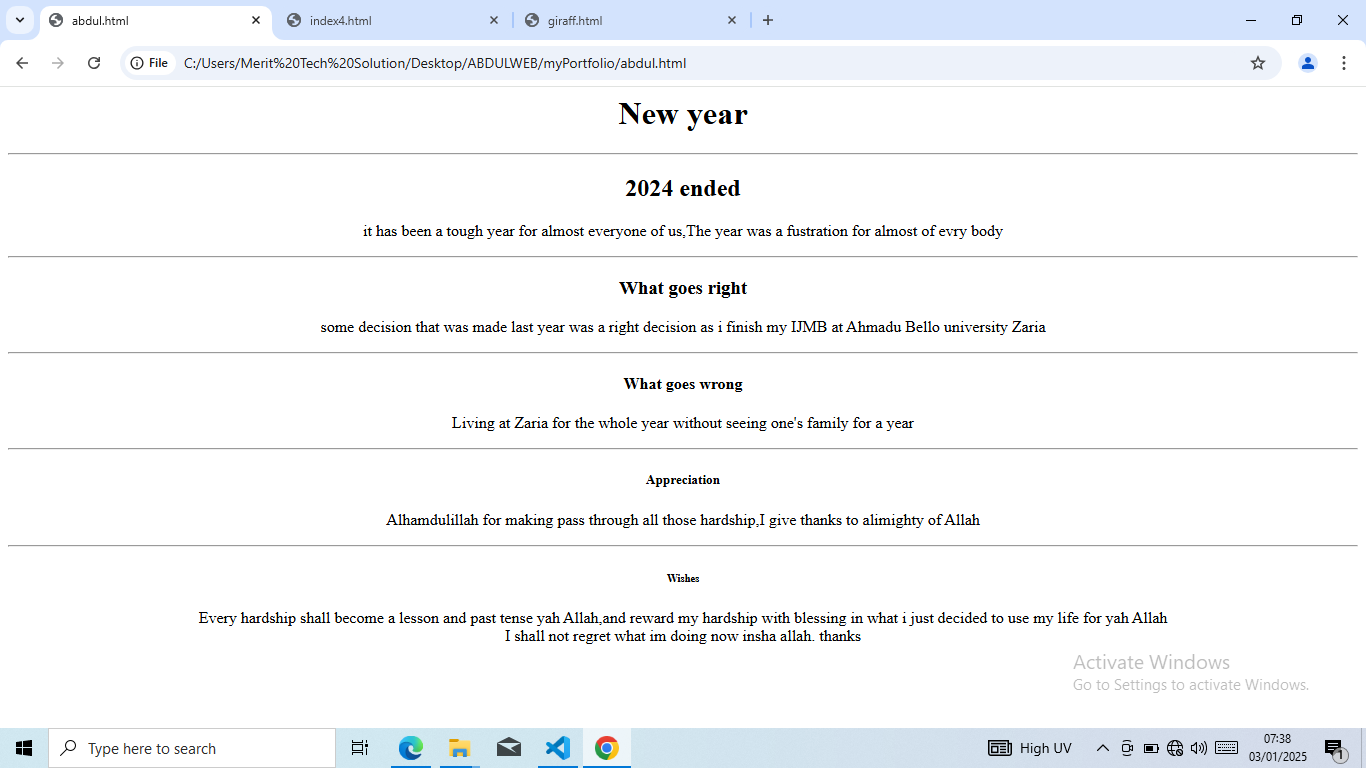 abdul.html
index4.html
giraff.html
File
C:/Users/Merit%20Tech%20Solution/Desktop/ABDULWEB/myPortfolio/abdul.html
New year
2024 ended
it has been a tough year for almost everyone of us,The year was a fustration for almost of evry body
What goes right
some decision that was made last year was a right decision as i finish my IJMB at Ahmadu Bello university Zaria
What goes wrong
Living at Zaria for the whole year without seeing one's family for a year
Appreciation
Alhamdulillah for making pass through all those hardship,I give thanks to alimighty of Allah
Wishes
Every hardship shall become a lesson and past tense yah Allah,and reward my hardship with blessing in what i just decided to use my life for yah Allah
I shall not regret what im doing now insha allah. thanks
Activate Windows
Go to Settings to activate Windows.
Type here to search
High UV
07:38
03/01/2025
1